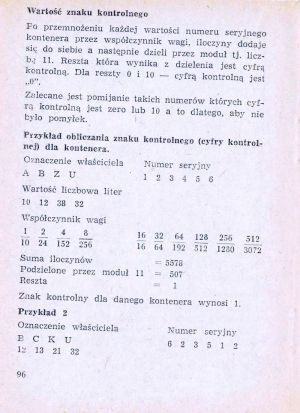 Wartość znaku kontrolnego
Po przemnożeniu każdej wartości numeru seryjnego
kontenera przez współczynnik wagi, iloczyny dodaje
się do siebie a następnie dzieli przez moduł tj. licz-
bą 11. Reszta która wynika z dzielenia jest cyfrą
kontrolną. Dla reszty 0 i 10 — cyfrą kontrolną jest
„0".
Zalecane jest pomijanie takich numerów których cyf-
rą kontrolną jest zero lub 10 a to dlatego, aby nie
było pomyłek.
Przykład obliczania znaku kontrolnego (cyfry kontrol-
nej) dla kontenera.
Oznaczenie właściciela Numer seryjny
A B Z U 1 2 3 4 5 6
Wartość liczbowa liter
10 12 38 32
Współczynnik wagi
1 2 4 8 16 32 64 128 256 512
10 24 152 256 16 64 192 512 1280 3072
Suma iloczynów = 5578
Podzielone przez moduł 11 = 507
Reszta = 1
Znak kontrolny dla danego kontenera wynosi 1.
Przykład 2
Oznaczenie właściciela Numer seryjny
B C K U 6 2 3 5 1 2
12 13 21 32
96